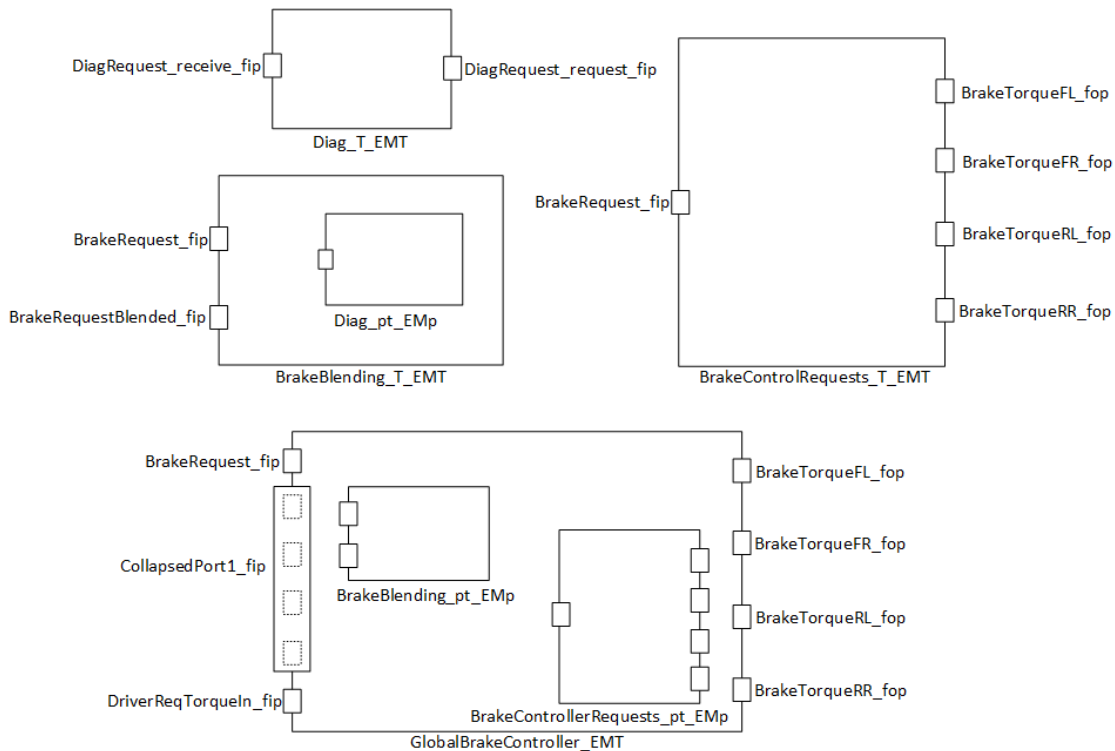 DiagRequest_receive_fip
DiagRequest_request_fip
Diag_T_EMT
BrakeRequest_fip
BrakeRequestBlended_fip
Diag_pt_EMp
BrakeBlending_T_EMT
BrakeRequest_fip
BrakeTorqueFL_fop
BrakeTorqueFR_fop
BrakeTorqueRL_fop
BrakeTorqueRR_fop
BrakeControlRequests_T_EMT
BrakeRequest_fip
CollapsedPort1_fip
DriverReqTorqueIn_fip
BrakeBlending_pt_EMp
BrakeControllerRequests_pt_EMp
BrakeTorqueFL_fop
BrakeTorqueFR_fop
BrakeTorqueRL_fop
BrakeTorqueRR_fop
GlobalBrakeController_EMT